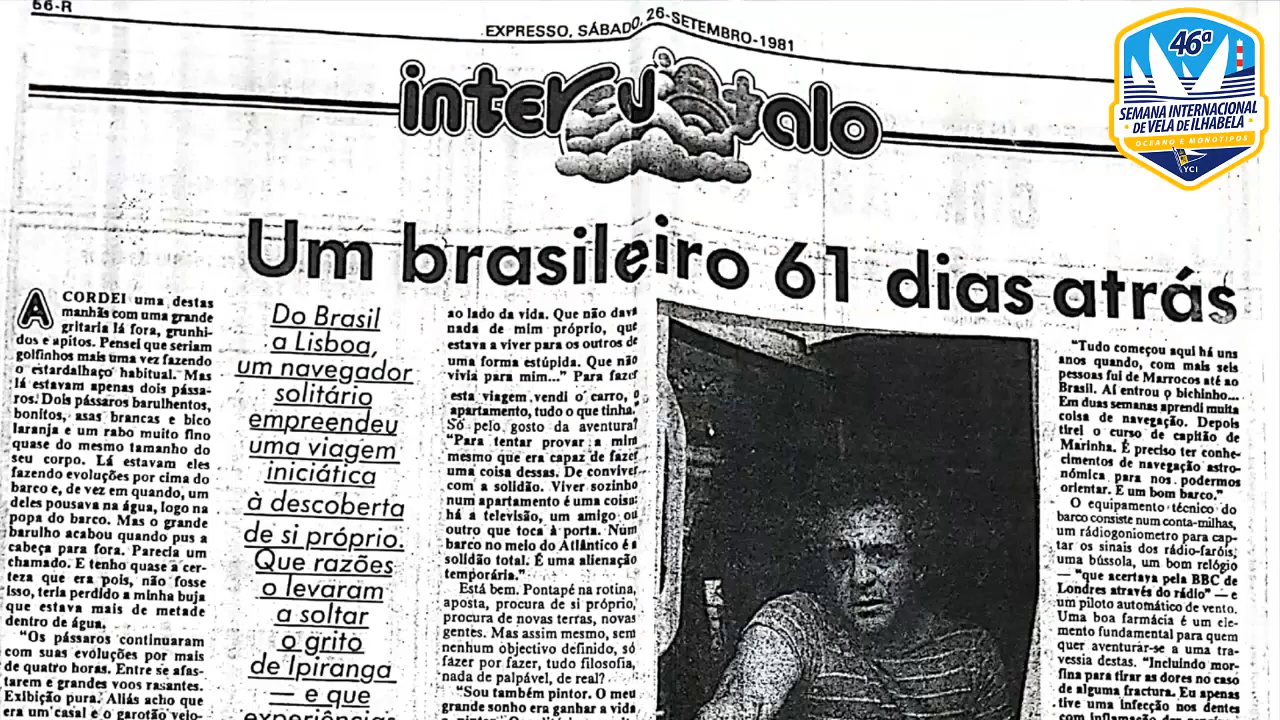 66-R
EXPRESSO, SÁBADO, 26-SETEMBRO-1981
intervalo
46ª
SEMANA INTERNACIONAL
DE VELA DE ILHABELA
OCEANO E MONOTIPOS
YCI
Um brasileiro 61 dias atrás
ACORDEI uma destas
manhãs com uma grande
gritaria lá fora, grunhi-
dos e apitos. Pensei que seriam
golfinhos mais uma vez fazendo
o estardalhaço habitual. Mas
lá estavam apenas dois pássa-
ros. Dois pássaros barulhentos,
bonitos, asas brancas e bico
laranja e um rabo muito fino
quase do mesmo tamanho do
seu corpo. Lá estavam eles
fazendo evoluções por cima do
barco e, de vez em quando, um
deles pousava na água, logo na
popa do barco. Mas o grande
barulho acabou quando pus a
cabeça para fora. Parecia um
chamado. E tenho quase a cer-
teza que era pois, não fosse
isso, teria perdido a minha buja
que estava mais de metade
dentro de água.
"Os pássaros continuaram
com suas evoluções por mais
de quatro horas. Entre se afas-
tarem e grandes voos rasantes.
Exibição pura. Aliás acho que
era um casal e o garotão velo-
Do Brasil
a Lisboa,
um navegador
solitário
empreendeu
uma viagem
iniciática
à descoberta
de si próprio.
Que razões
o levaram
a soltar
o grito
de Ipiranga
— e que
experiências
ao lado da vida. Que não dava
nada de mim próprio, que
estava a viver para os outros de
uma forma estúpida. Que não
vivia para mim..." Para fazer
esta viagem vendi o carro, o
apartamento, tudo o que tinha.
Só pelo gosto da aventura?
"Para tentar provar a mim
mesmo que era capaz de fazer
uma coisa dessas. De conviver
com a solidão. Viver sozinho
num apartamento é uma coisa:
há a televisão, um amigo ou
outro que toca à porta. Num
barco no meio do Atlântico é a
solidão total. É uma alienação
temporária."
Está bem. Pontapé na rotina,
aposta, procura de si próprio,
procura de novas terras, novas
gentes. Mas assim mesmo, sem
nenhum objectivo definido, só
fazer por fazer, tudo filosofia,
nada de palpável, de real?
"Sou também pintor. O meu
grande sonho era ganhar a vida
"Tudo começou aqui há uns
anos quando, com mais seis
pessoas fui de Marrocos até ao
Brasil. Aí entrou o bichinho...
Em duas semanas aprendi muita
coisa de navegação. Depois
tirei o curso de capitão de
Marinha. É preciso ter conhe-
cimentos de navegação astro-
nómica para nos podermos
orientar. E um bom barco."
O equipamento técnico do
barco consiste num conta-milhas,
um rádiogoniometro para cap-
tar os sinais dos rádio-faróis,
uma bússola, um bom relógio
— "que acertava pela BBC de
Londres através do rádio" — e
um piloto automático de vento.
Uma boa farmácia é um ele-
mento fundamental para quem
quer aventurar-se a uma tra-
vessia destas. "Incluindo mor-
fina para tirar as dores no caso
de alguma fractura. Eu apenas
tive uma infecção nos dentes